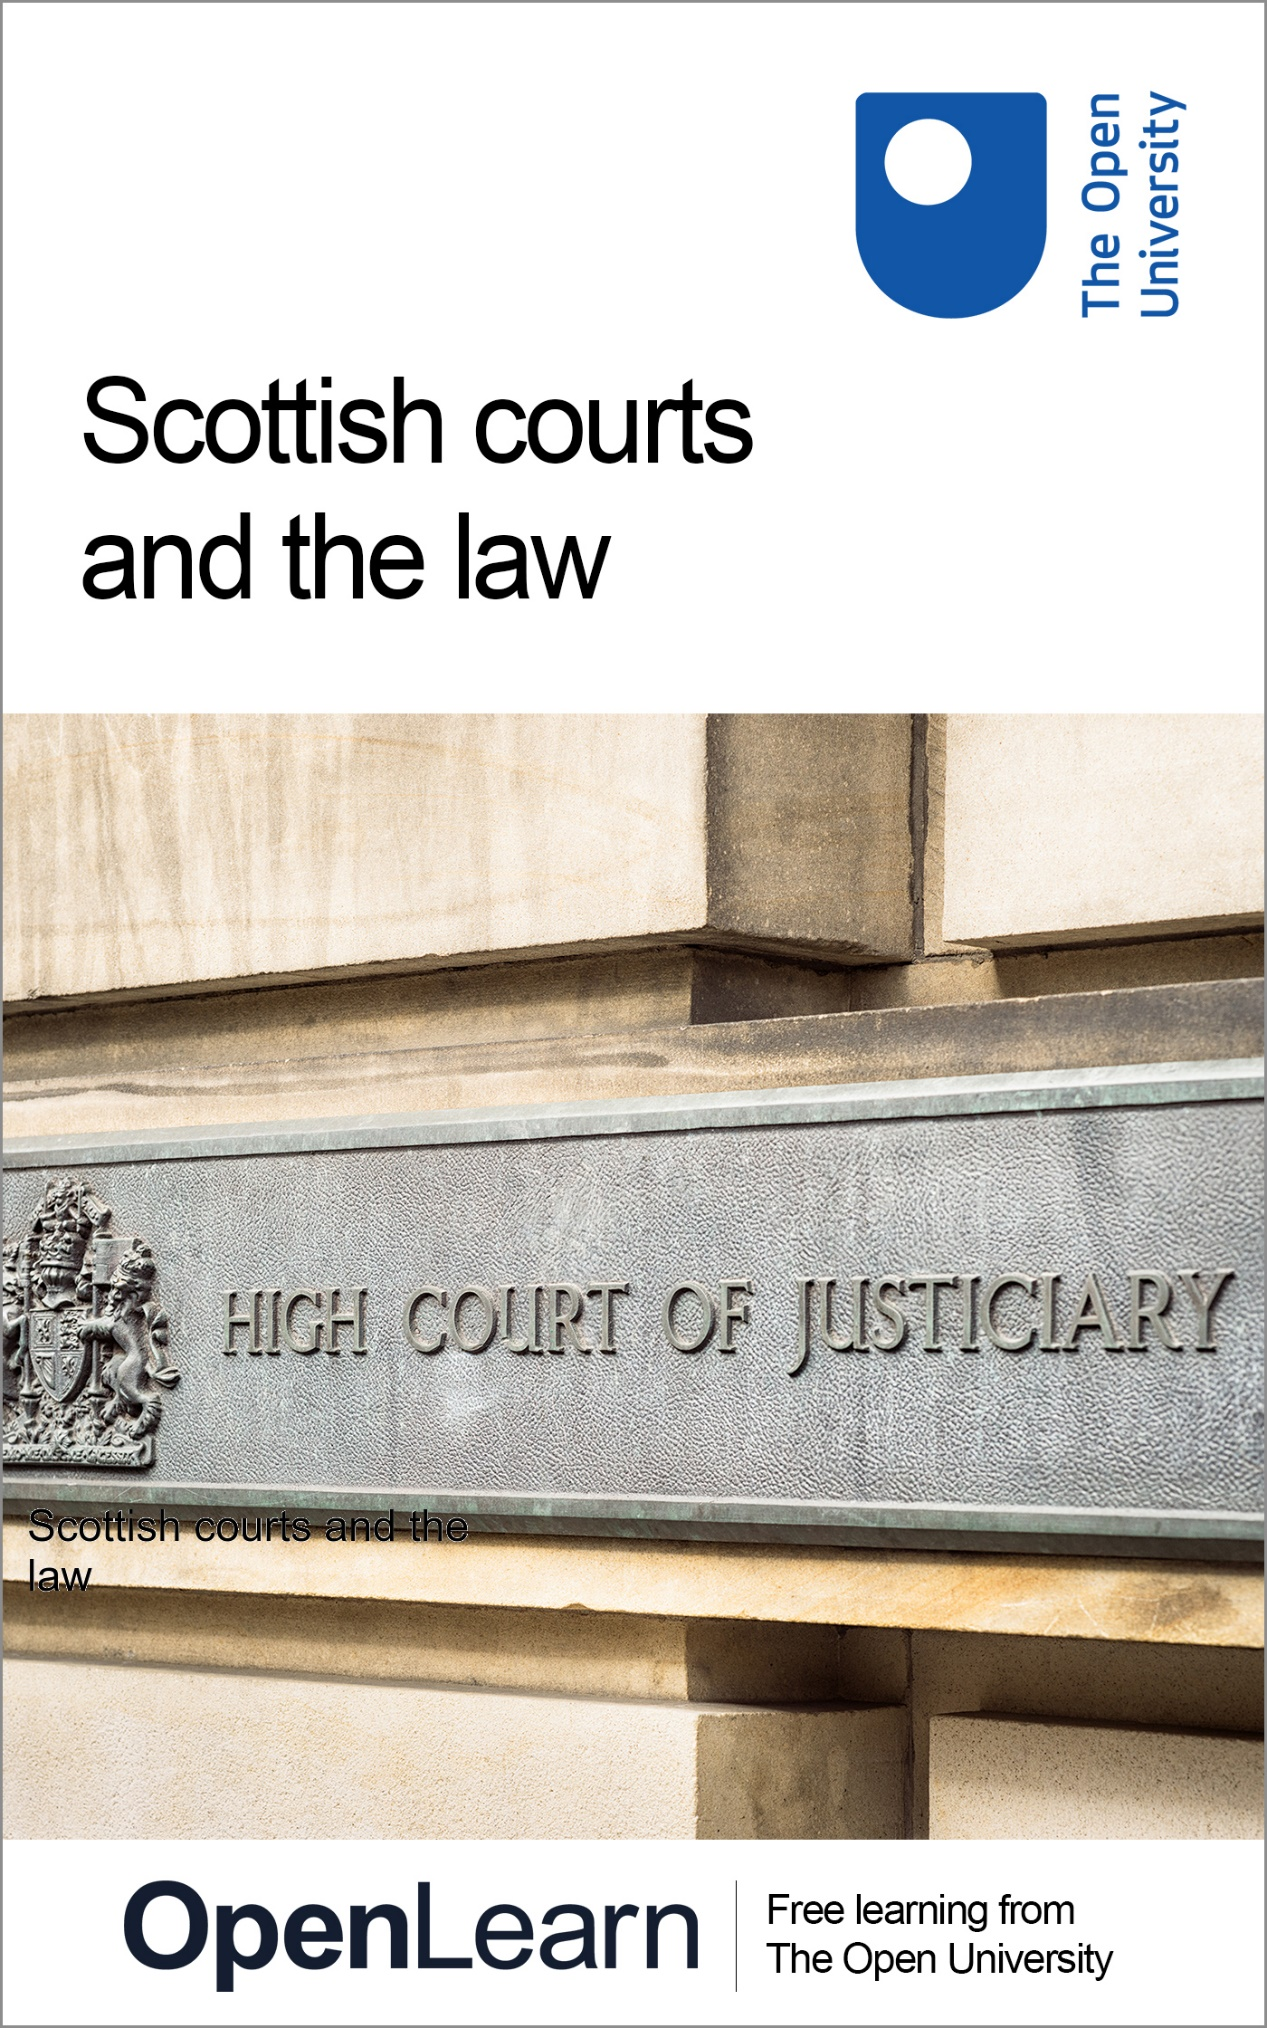 The Open
University
Scottish courts
and the law
HIGH COURT OF JUSTICIARY
Scottish courts and the
law
OpenLearn
Free learning from
The Open University